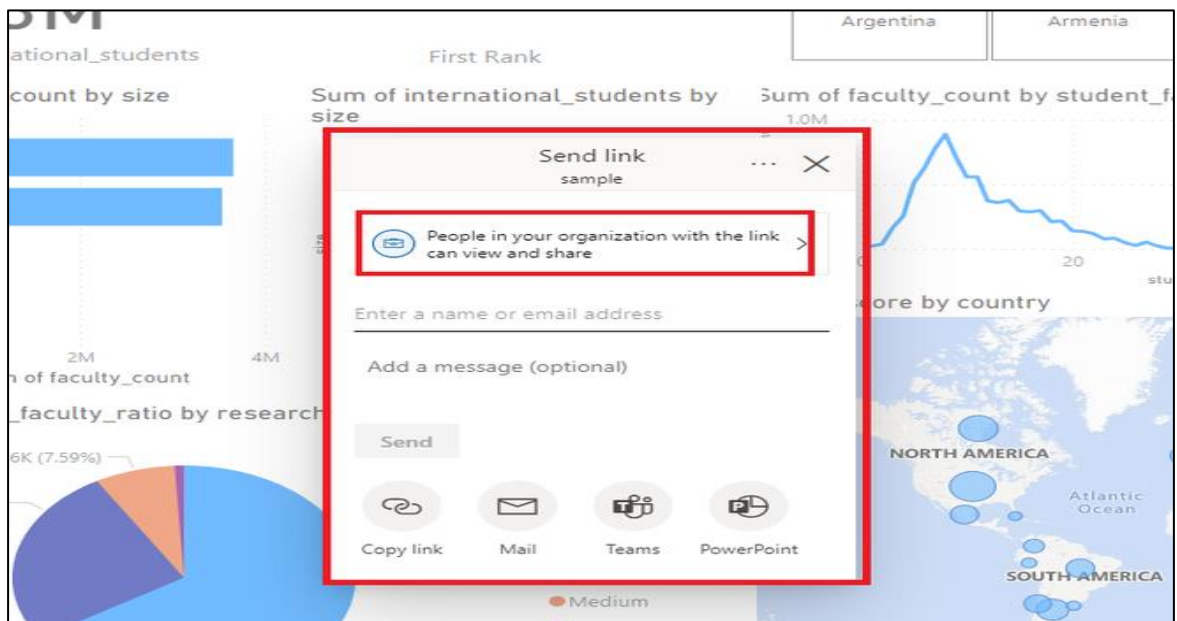 ational_students
First Rank
Argentina
Armenia
count by size
Sum of international_students by
size
Sum of faculty_count by student_f
1.0M
Send link
sample
People in your organization with the link
can view and share
size
Enter a name or email address
Add a message (optional)
Send
Copy link
Mail
Teams
PowerPoint
2M
4M
of faculty_count
_faculty_ratio by research
6K (7.59%)
20
stu
ore by country
NORTH AMERICA
Atlantic
Ocean
SOUTH AMERICA
Medium